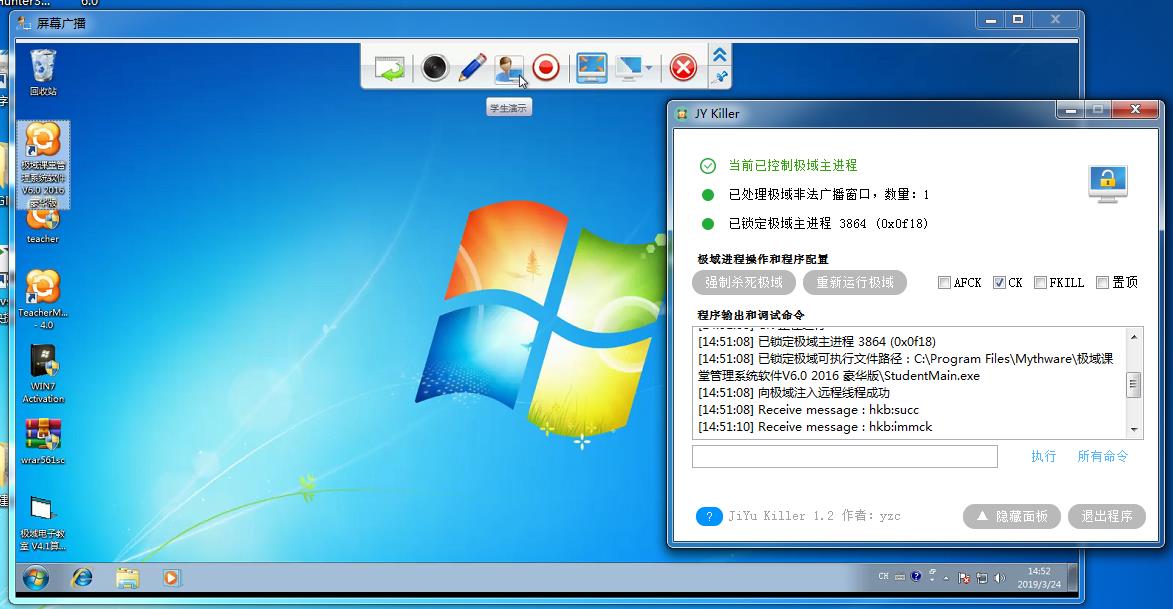 6.0
屏幕广播
回收站
极域课堂管
理系统软件
V6.0 2016
豪华版
teacher
TeacherM...
- 4.0
WIN7
Activation
wrar561sc
极域电子教
室 V4.1算...
学生演示
JY Killer
当前已控制极域主进程
已处理极域非法广播窗口，数量：1
已锁定极域主进程 3864 (0x0f18)
极域进程操作和程序配置
强制杀死极域
重新运行极域
AFCK
CK
FKILL
置顶
程序输出和调试命令
[14:51:08] 已锁定极域主进程 3864 (0x0f18)
[14:51:08] 已锁定极域可执行文件路径：C:\Program Files\Mythware\极域课
堂管理系统软件V6.0 2016 豪华版\StudentMain.exe
[14:51:08] 向极域注入远程线程成功
[14:51:08] Receive message : hkb:succ
[14:51:10] Receive message : hkb:immck
执行
所有命令
?
JiYu Killer 1.2 作者：yzc
隐藏面板
退出程序
CH
14:52
2019/3/24